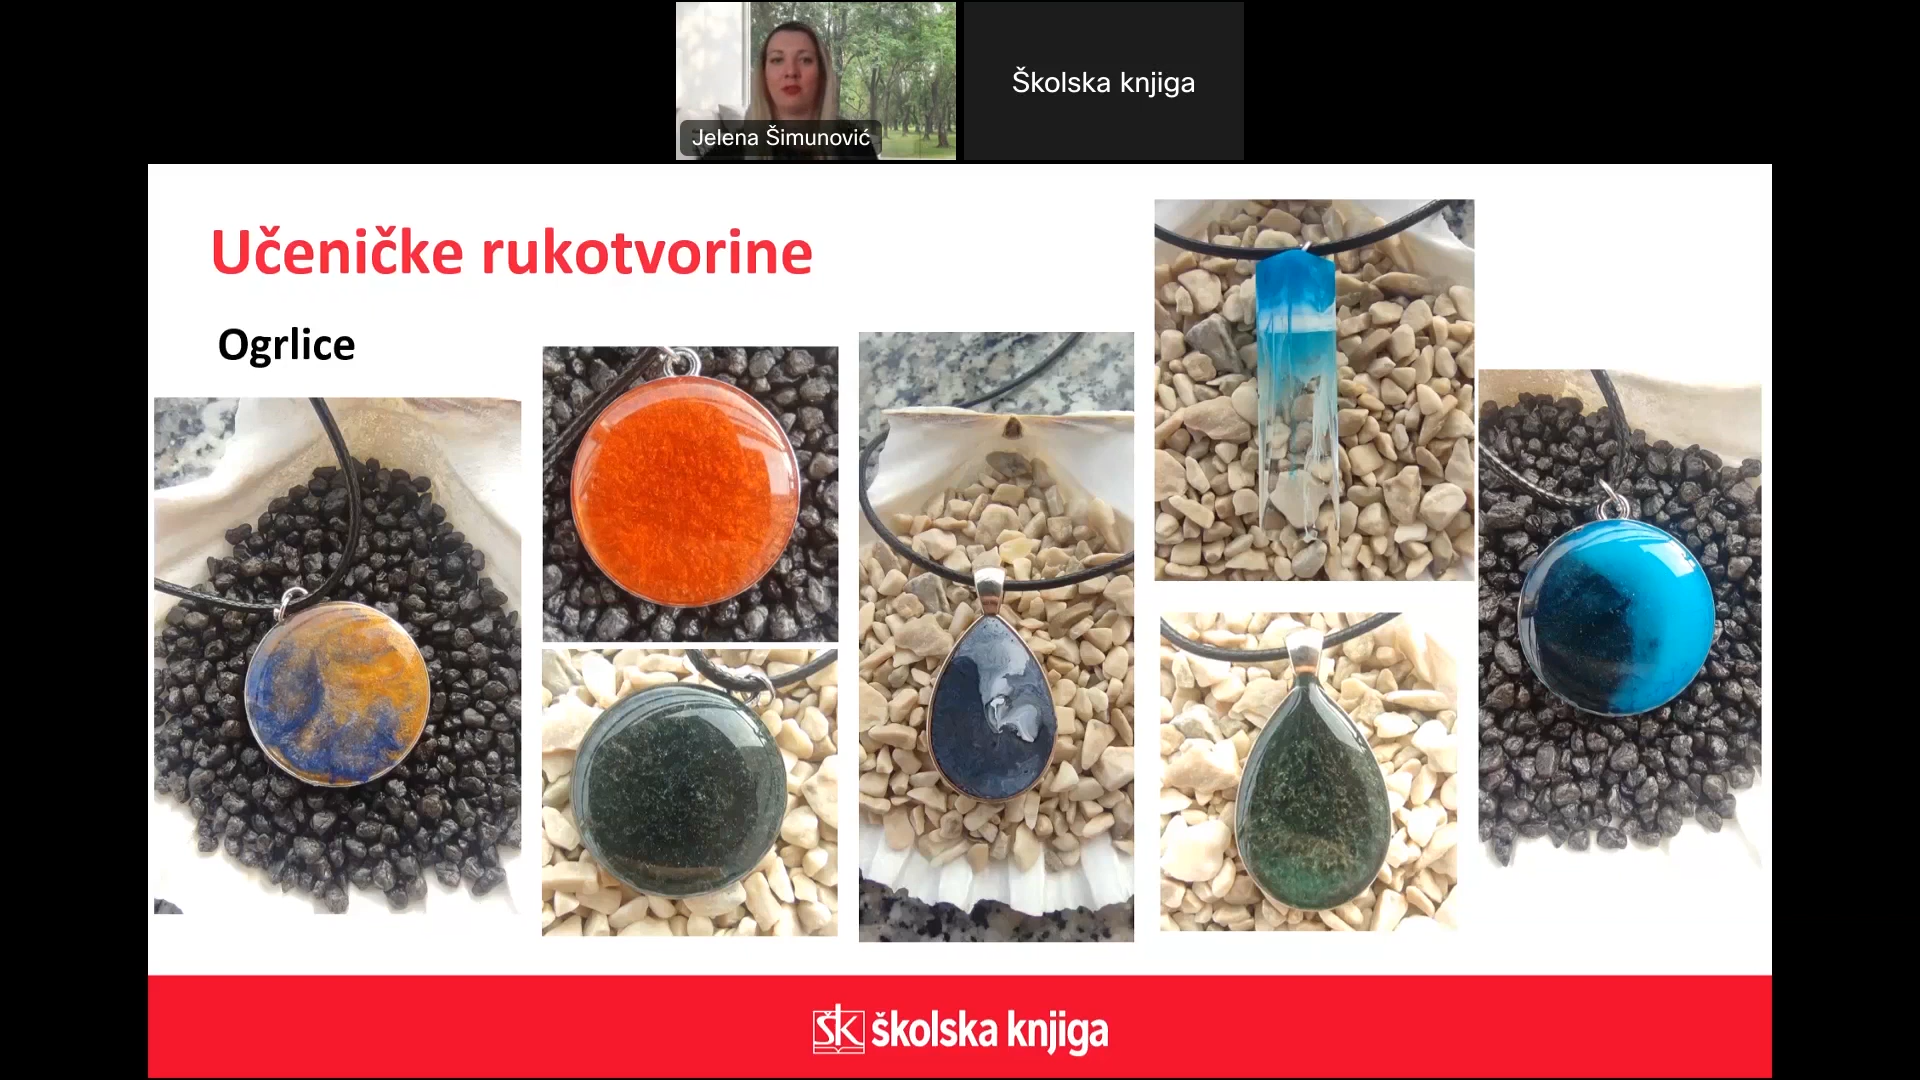 Jelena Šimunović
Školska knjiga
Učeničke rukotvorine
Ogrlice
ŠK školska knjiga